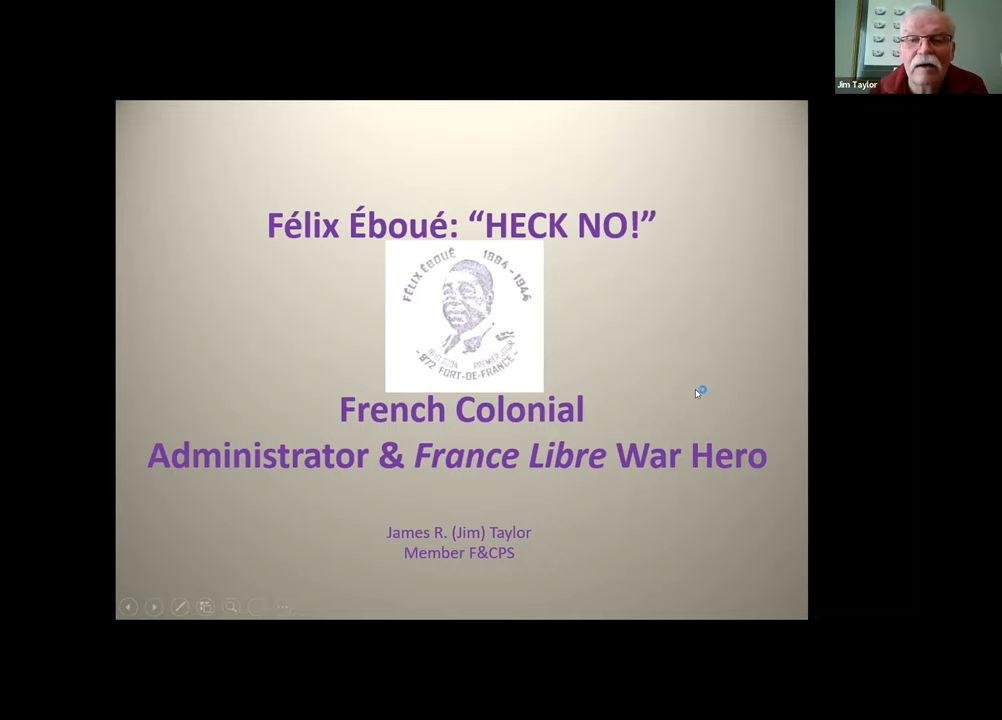 Jim Taylor
Félix Éboué: “HECK NO!”
FÉLIX ÉBOUÉ 1884-1944
PREMIER JOUR
-972 FORT-DE-FRANCE-
French Colonial
Administrator & France Libre War Hero
James R. (Jim) Taylor
Member F&CPS